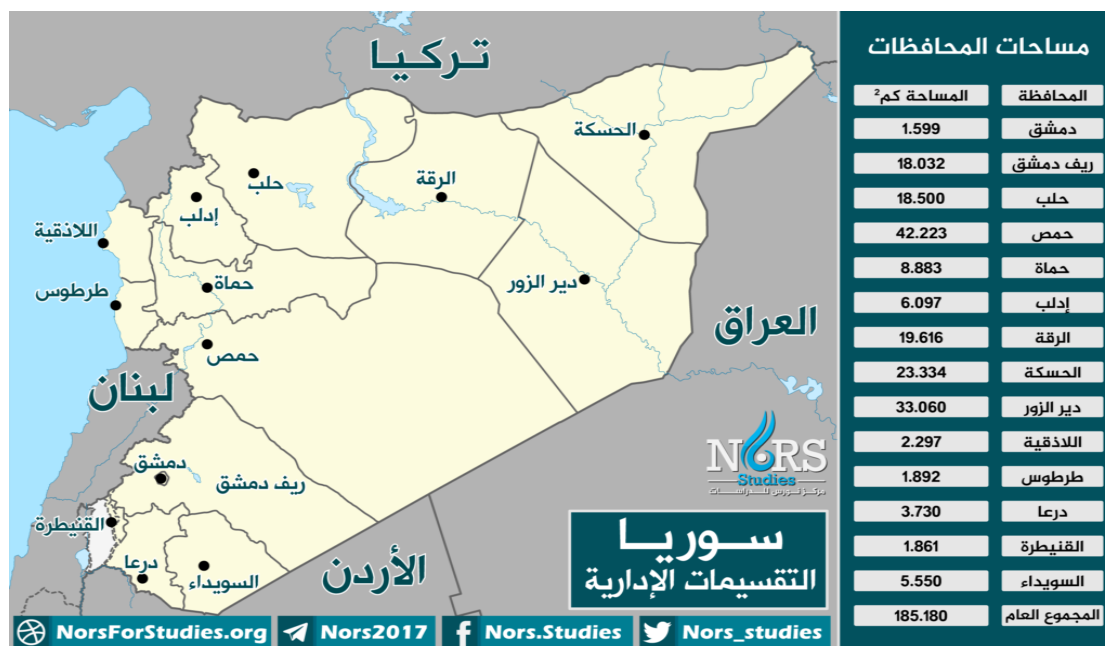 مساحات المحافظات
المحافظة المساحة كم²
دمشق 1.599
ريف دمشق 18.032
حلب 18.500
حمص 42.223
حماة 8.883
إدلب 6.097
الرقة 19.616
الحسكة 23.334
دير الزور 33.060
اللاذقية 2.297
طرطوس 1.892
درعا 3.730
القنيطرة 1.861
السويداء 5.550
المجموع العام 185.180
تركيا
الحسكة
حلب
الرقة
إدلب
اللاذقية
حماة
دير الزور
طرطوس
العراق
حمص
لبنان
دمشق
ريف دمشق
القنيطرة
درعا
السويداء
الأردن
NORS
Studies
مركز نورس للدراسات
سوريا
التقسيمات الإدارية
NorsForStudies.org
Nors2017
Nors.Studies
Nors_studies